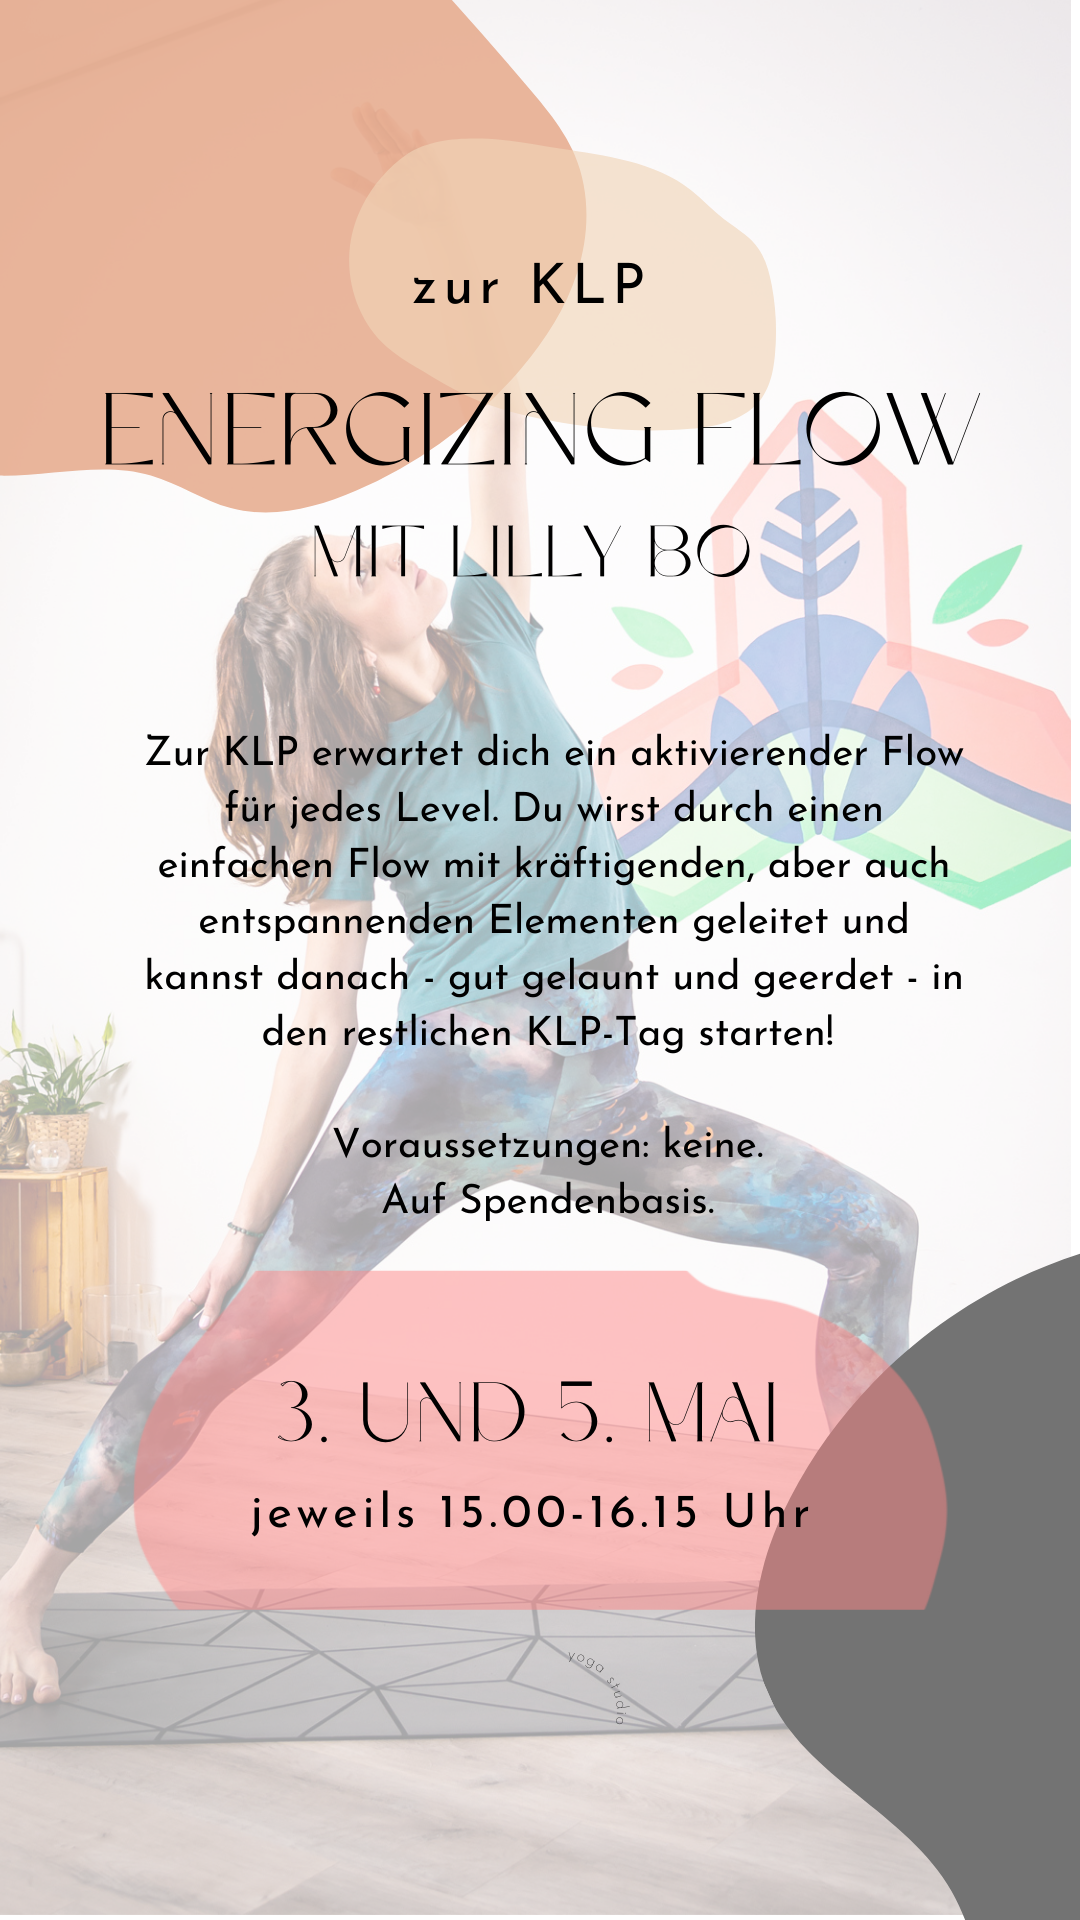 zur KLP
ENERGIZING FLOW
MIT LILLY BO
Zur KLP erwartet dich ein aktivierender Flow
für jedes Level. Du wirst durch einen
einfachen Flow mit kräftigenden, aber auch
entspannenden Elementen geleitet und
kannst danach - gut gelaunt und geerdet - in
den restlichen KLP-Tag starten!
Voraussetzungen: keine.
Auf Spendenbasis.
3. UND 5. MAI
jeweils 15.00-16.15 Uhr
yoga studio